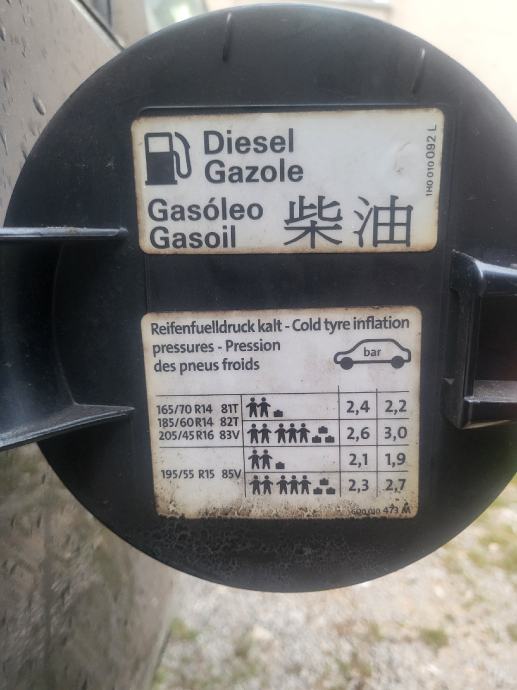 Diesel
Gazole
Gasóleo
Gasoil
柴油
1H0 010 092 L
Reifenfuelldruck kalt - Cold tyre inflation
pressures - Pression
des pneus froids
bar
165/70 R14 81T
185/60 R14 82T
205/45 R16 83V
2,4 2,2
2,6 3,0
195/55 R15 85V
2,1 1,9
2,3 2,7
473